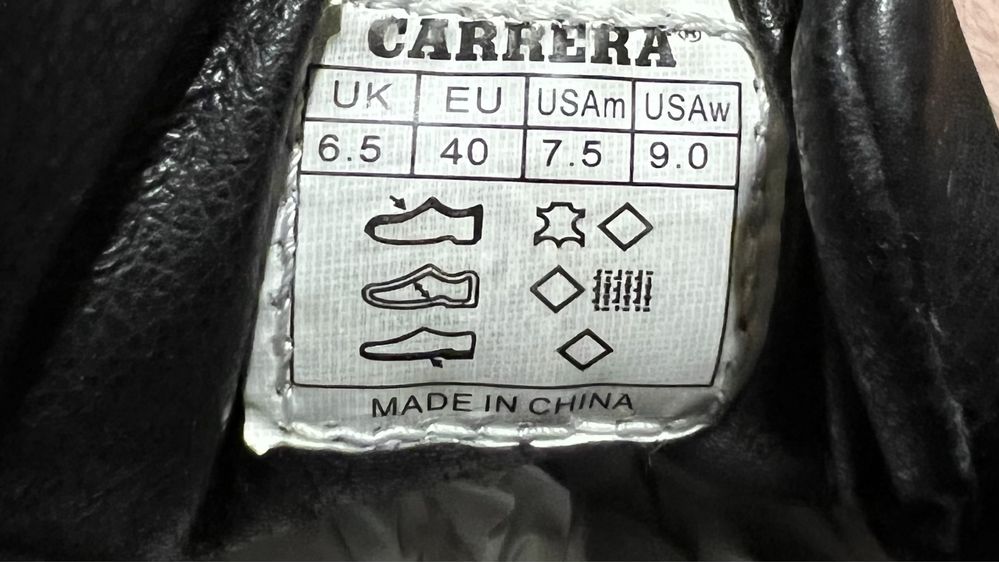 CARRERA®
UK EU USAm USAw
6.5 40 7.5 9.0
MADE IN CHINA